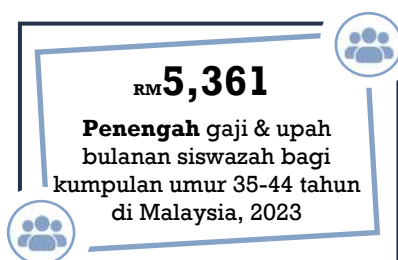 RM5,361
Penengah gaji & upah
bulanan siswazah bagi
kumpulan umur 35-44 tahun
di Malaysia, 2023